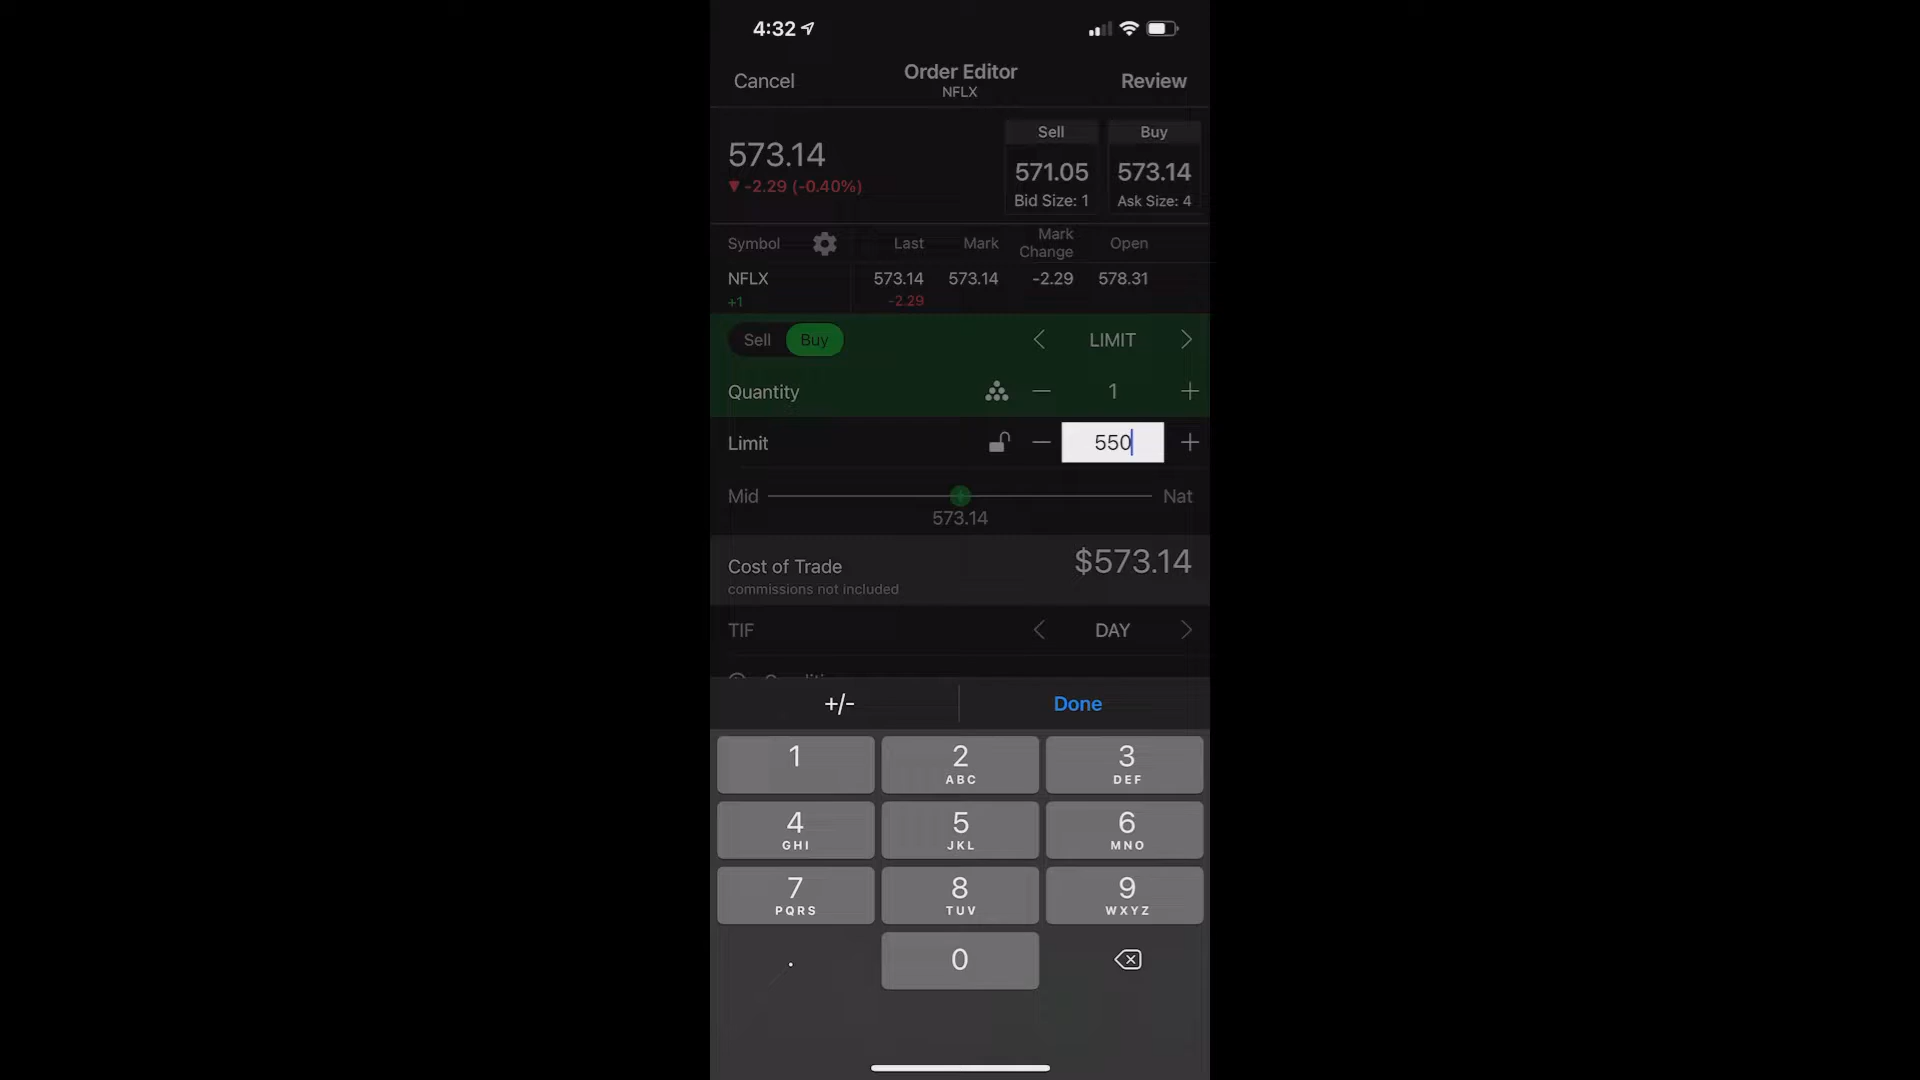 4:32
Cancel
Order Editor
Review
NFLX
573.14
-2.29 (-0.40%)
Sell
571.05
Bid Size: 1
Buy
573.14
Ask Size: 4
Symbol
Last
Mark
Mark
Change
Open
NFLX
573.14
573.14
-2.29
578.31
+1
-2.29
Sell
Buy
LIMIT
Quantity
1
Limit
550
Mid
Nat
573.14
Cost of Trade
$573.14
commissions not included
TIF
DAY
+/-
Done
1
2
ABC
3
DEF
4
GHI
5
JKL
6
MNO
7
PQRS
8
TUV
9
WXYZ
.
0